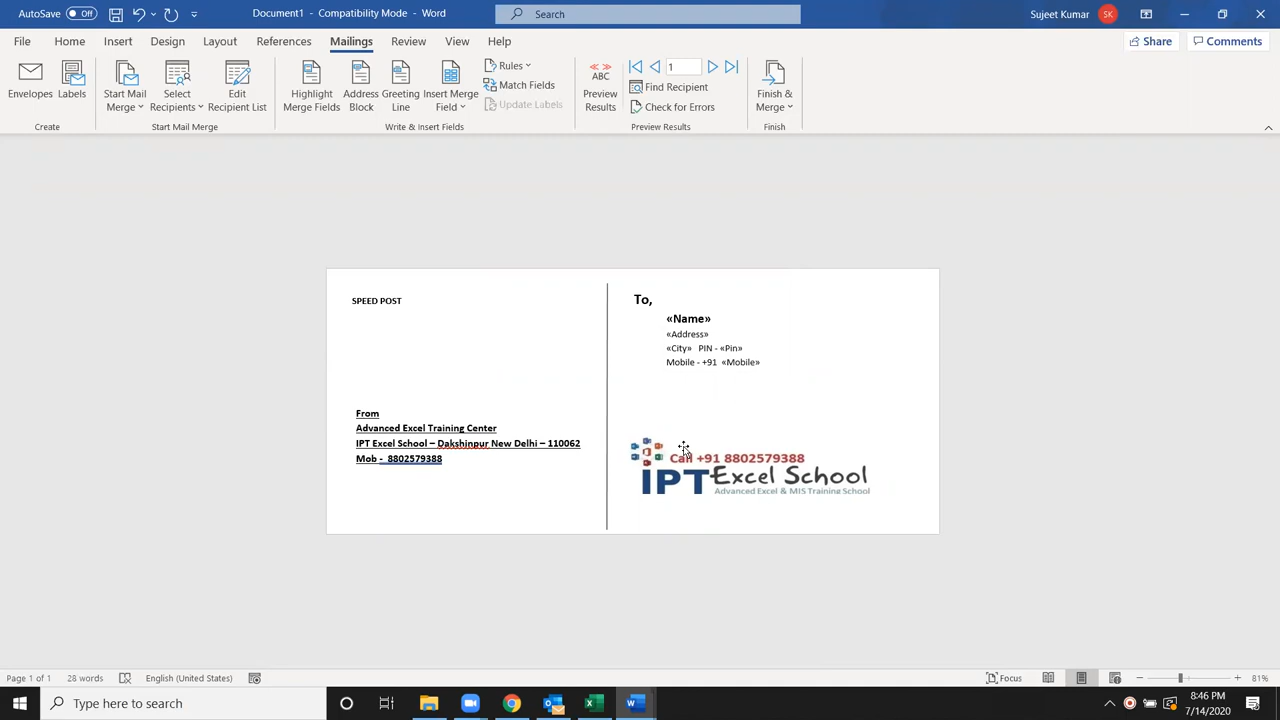 AutoSave Off
Document1 - Compatibility Mode - Word
Search
Sujeet Kumar SK
File Home Insert Design Layout References Mailings Review View Help
Share Comments
Envelopes
Labels
Create
Start Mail Merge
Select Recipients
Edit Recipient List
Start Mail Merge
Highlight Merge Fields
Address Block
Greeting Line
Insert Merge Field
Rules
Match Fields
Update Labels
Write & Insert Fields
ABC
Preview Results
1
Find Recipient
Check for Errors
Preview Results
Finish & Merge
Finish
SPEED POST
From
Advanced Excel Training Center
IPT Excel School – Dakshinpur New Delhi – 110062
Mob - 8802579388
To,
«Name»
«Address»
«City» PIN - «Pin»
Mobile - +91 «Mobile»
Call +91 8802579388
IPT Excel School
Advanced Excel & MIS Training School
Page 1 of 1 28 words English (United States) Focus 81%
Type here to search
8:46 PM
7/14/2020